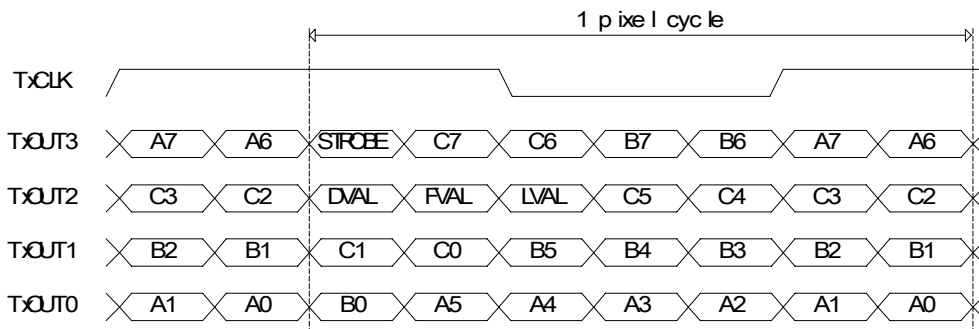 1 pixel cycle
TxCLK
TxOUT3 A7 A6 STROBE C7 C6 B7 B6 A7 A6
TxOUT2 C3 C2 DVAL FVAL LVAL C5 C4 C3 C2
TxOUT1 B2 B1 C1 C0 B5 B4 B3 B2 B1
TxOUT0 A1 A0 B0 A5 A4 A3 A2 A1 A0